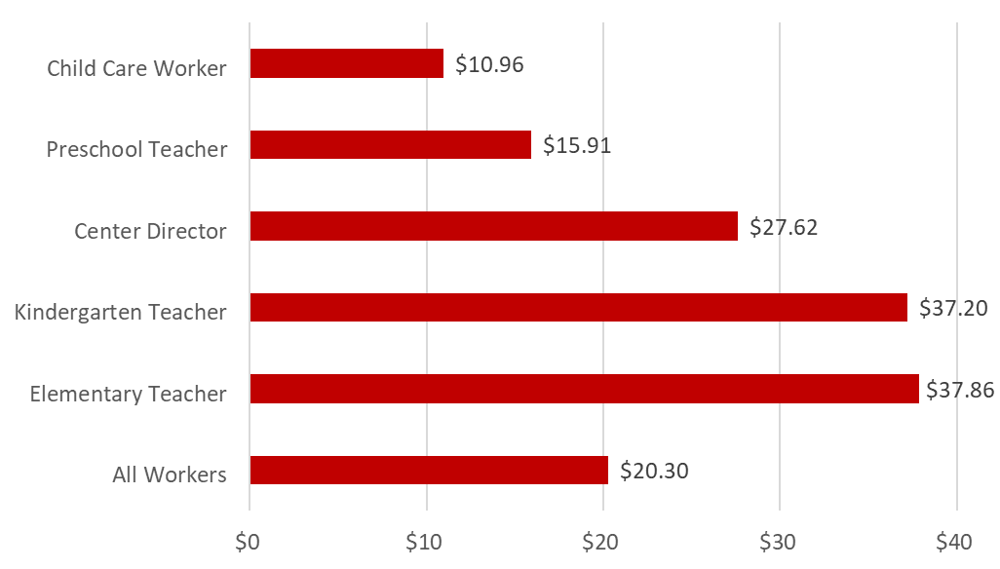 Child Care Worker $10.96
Preschool Teacher $15.91
Center Director $27.62
Kindergarten Teacher $37.20
Elementary Teacher $37.86
All Workers $20.30
$0 $10 $20 $30 $40